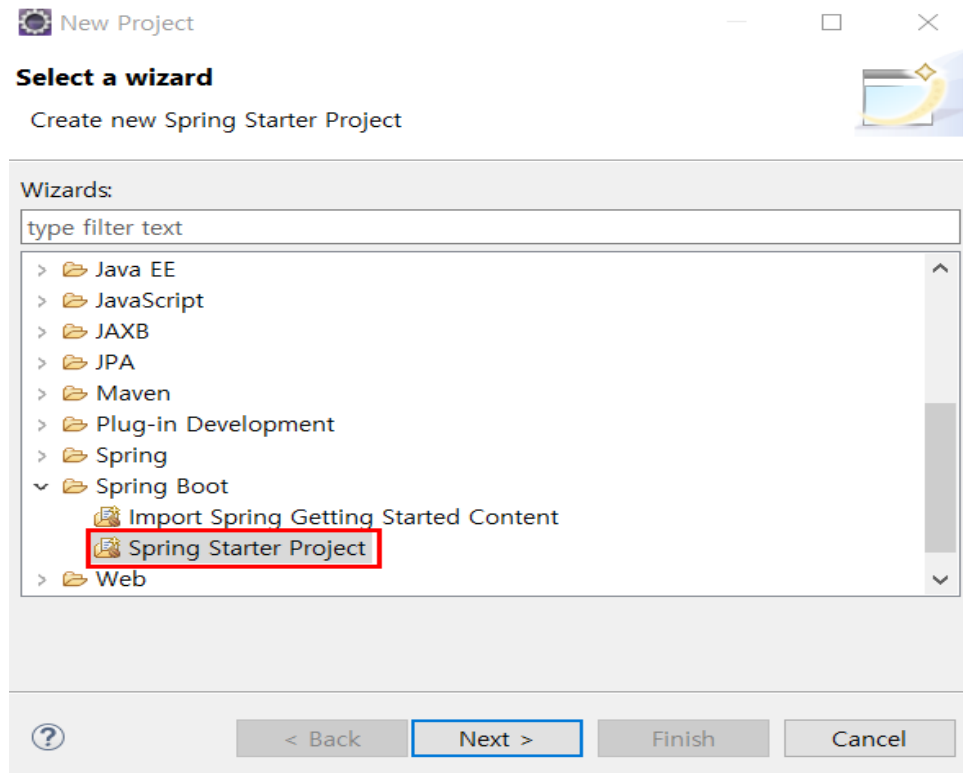 New Project
Select a wizard
Create new Spring Starter Project
Wizards:
type filter text
Java EE
JavaScript
JAXB
JPA
Maven
Plug-in Development
Spring
Spring Boot
Import Spring Getting Started Content
Spring Starter Project
Web
< Back Next > Finish Cancel